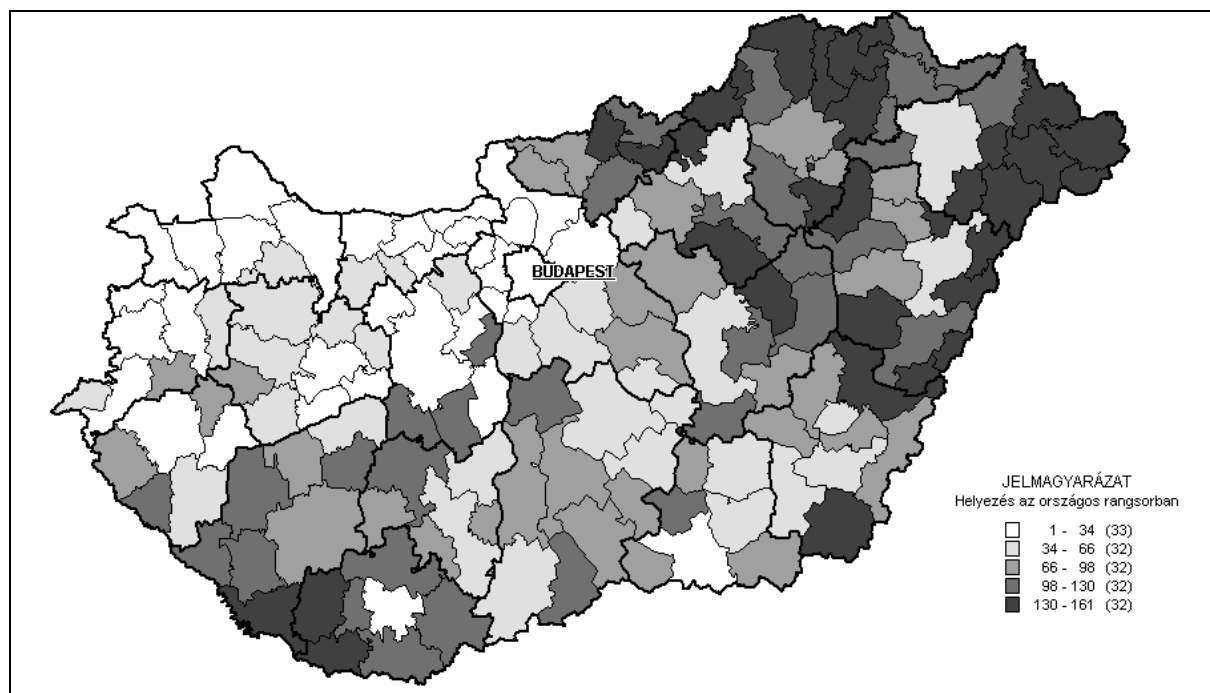 BUDAPEST
JELMAGYARÁZAT
Helyezés az országos rangsorban
1 - 34 (33)
34 - 66 (32)
66 - 98 (32)
98 - 130 (32)
130 - 161 (32)